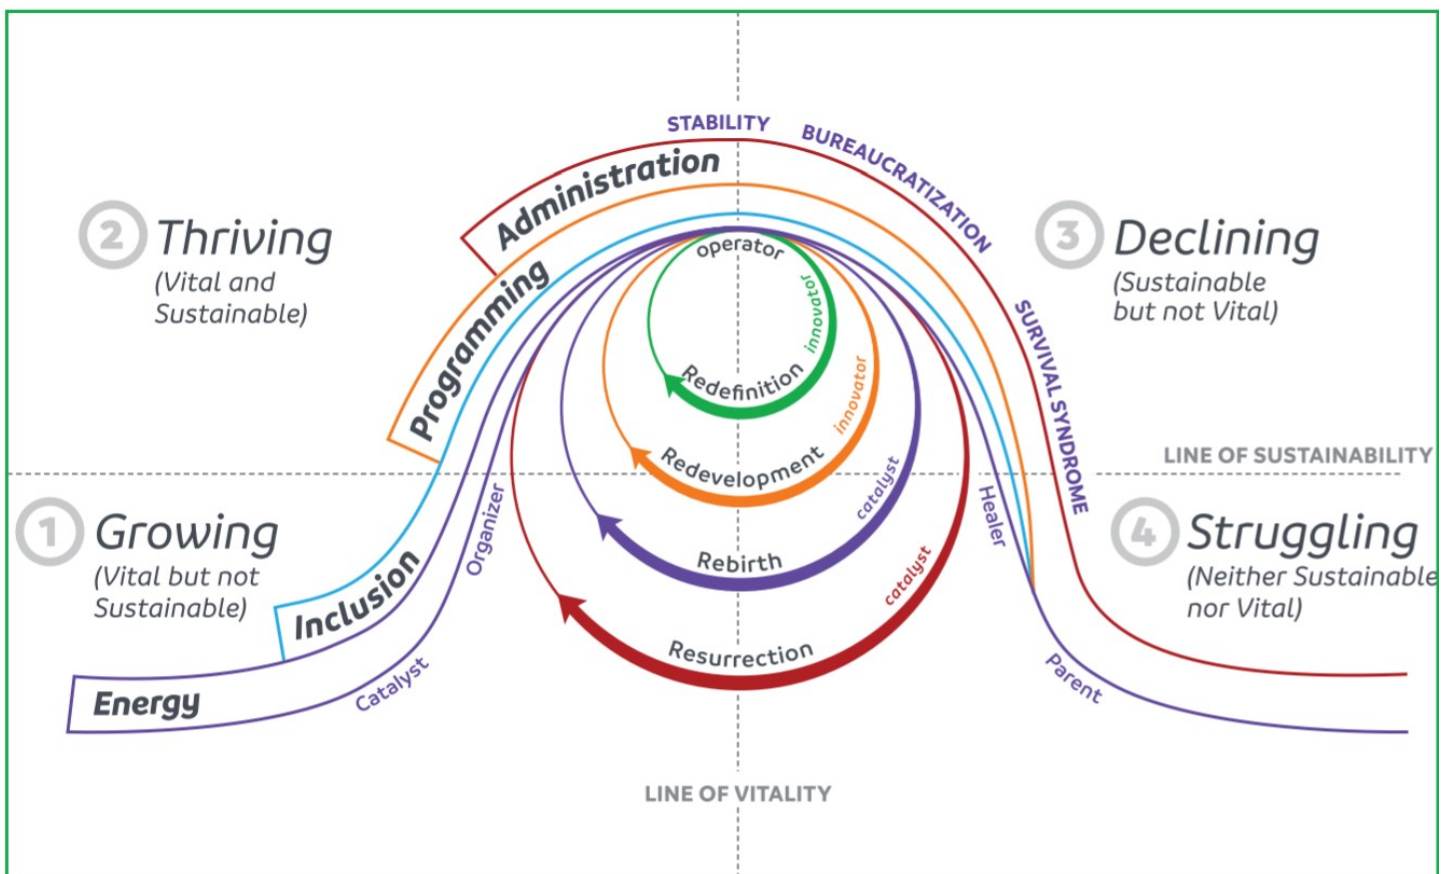 STABILITY
BUREAUCRATIZATION
SURVIVAL SYNDROME
Administration
Programming
Inclusion
Energy
2
Thriving
(Vital and
Sustainable)
3
Declining
(Sustainable
but not Vital)
operator
innovator
Redefinition
innovator
Redevelopment
catalyst
Rebirth
catalyst
Resurrection
LINE OF SUSTAINABILITY
1
Growing
(Vital but not
Sustainable)
Organizer
Catalyst
Healer
Parent
4
Struggling
(Neither Sustainable
nor Vital)
LINE OF VITALITY